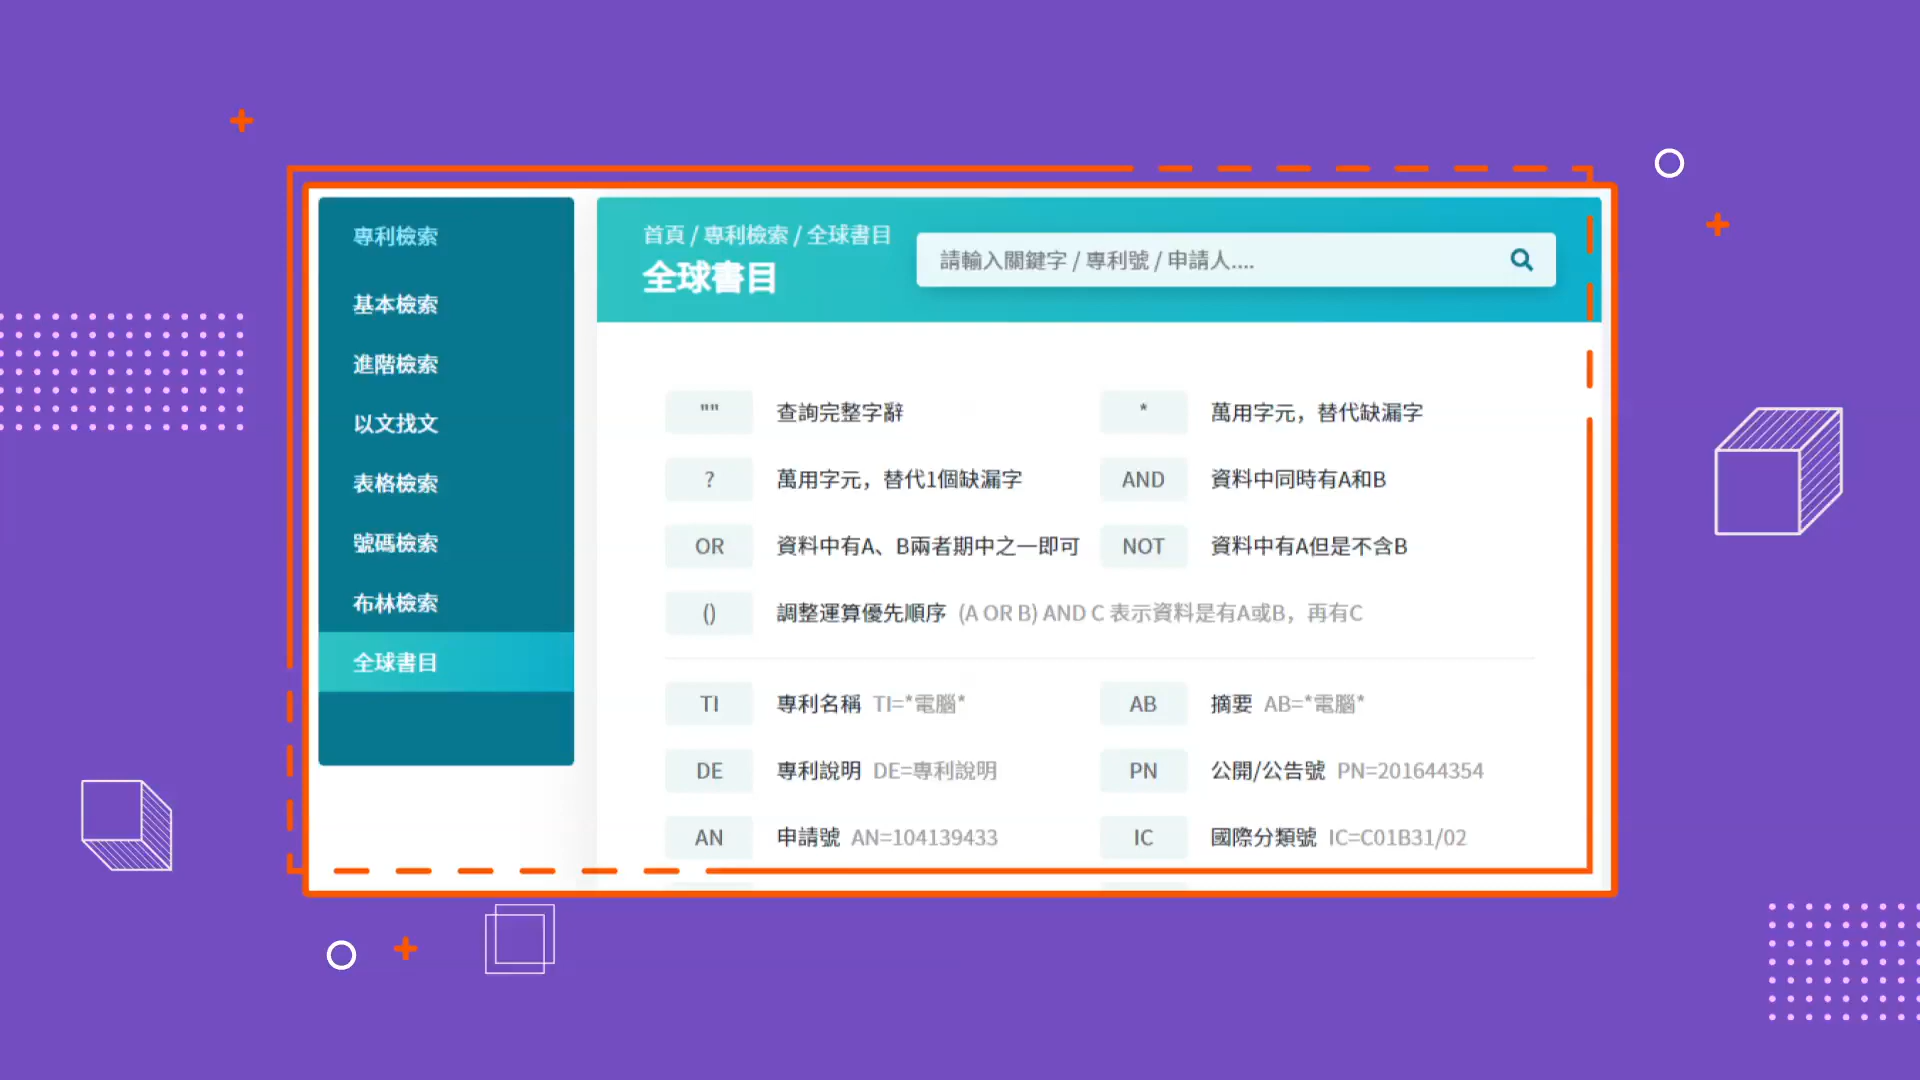 專利檢索
基本檢索
進階檢索
以文找文
表格檢索
號碼檢索
布林檢索
全球書目
首頁 / 專利檢索 / 全球書目
全球書目
請輸入關鍵字 / 專利號 / 申請人....
"" 查詢完整字辭 * 萬用字元，替代缺漏字
? 萬用字元，替代1個缺漏字 AND 資料中同時有A和B
OR 資料中有A、B兩者期中之一即可 NOT 資料中有A但是不含B
() 調整運算優先順序 (A OR B) AND C 表示資料是有A或B，再有C
TI 專利名稱 TI=*電腦* AB 摘要 AB=*電腦*
DE 專利說明 DE=專利說明 PN 公開/公告號 PN=201644354
AN 申請號 AN=104139433 IC 國際分類號 IC=C01B31/02